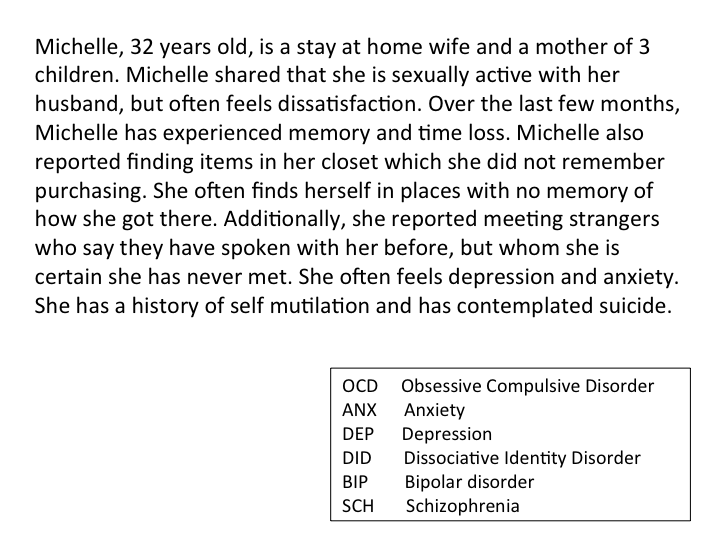 Michelle, 32 years old, is a stay at home wife and a mother of 3
children. Michelle shared that she is sexually active with her
husband, but often feels dissatisfaction. Over the last few months,
Michelle has experienced memory and time loss. Michelle also
reported finding items in her closet which she did not remember
purchasing. She often finds herself in places with no memory of
how she got there. Additionally, she reported meeting strangers
who say they have spoken with her before, but whom she is
certain she has never met. She often feels depression and anxiety.
She has a history of self mutilation and has contemplated suicide.
OCD Obsessive Compulsive Disorder
ANX Anxiety
DEP Depression
DID Dissociative Identity Disorder
BIP Bipolar disorder
SCH Schizophrenia